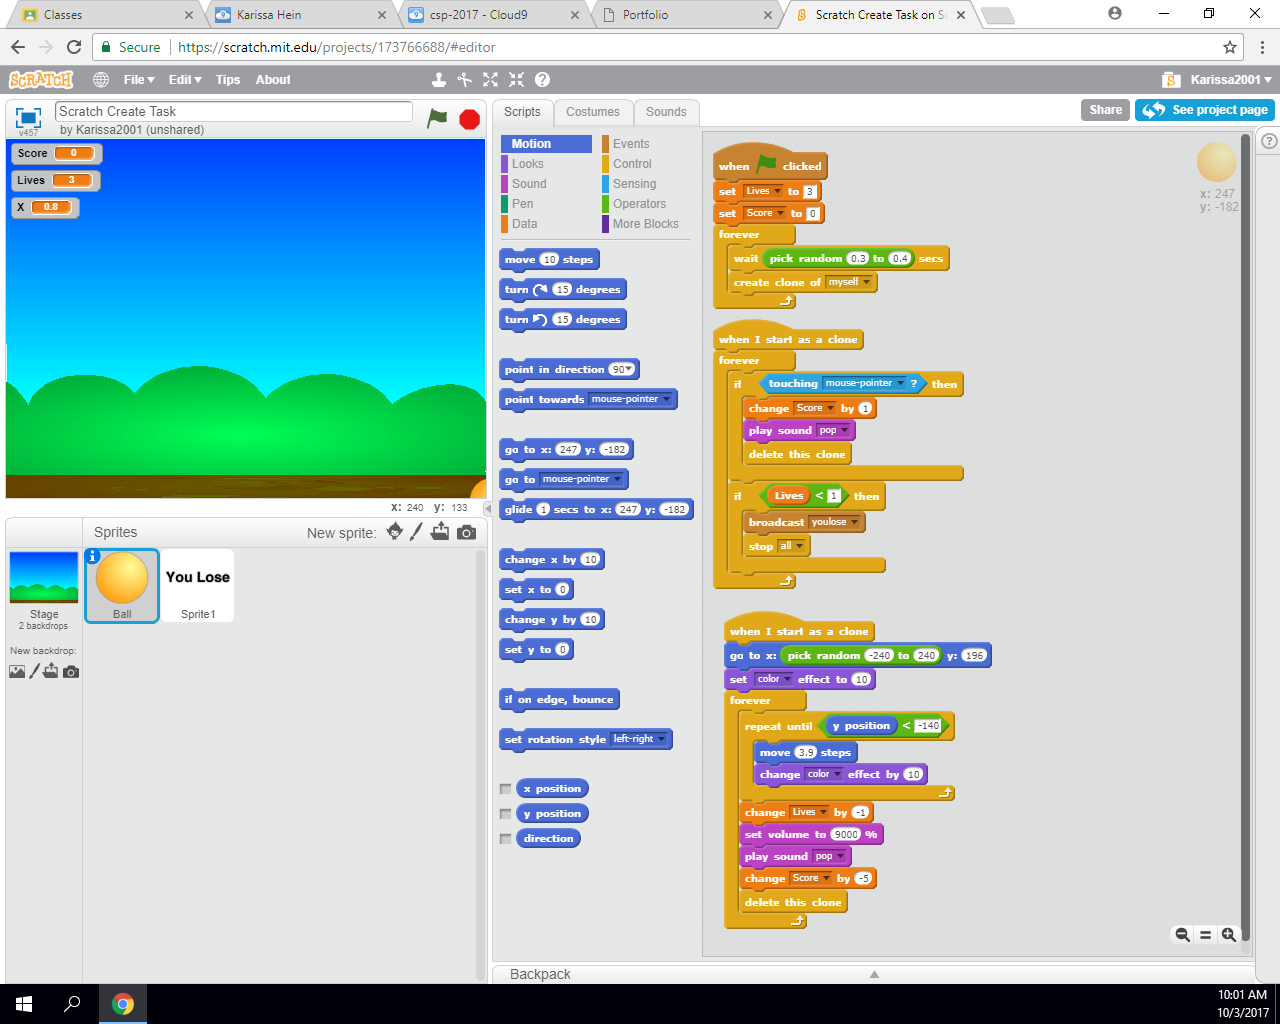 Classes
Karissa Hein
csp-2017 - Cloud9
Portfolio
Scratch Create Task on Sc
Secure
https://scratch.mit.edu/projects/173766688/#editor
SCRATCH
File Edit Tips About
Karissa2001
v457
Scratch Create Task
by Karissa2001 (unshared)
Score 0
Lives 3
X 0.8
x: 240 y: 133
Sprites New sprite:
Stage
2 backdrops
New backdrop:
Ball
You Lose
Sprite1
Scripts Costumes Sounds
Share
See project page
Motion Events
Looks Control
Sound Sensing
Pen Operators
Data More Blocks
move 10 steps
turn 15 degrees
turn 15 degrees
point in direction 90
point towards mouse-pointer
go to x: 247 y: -182
go to mouse-pointer
glide 1 secs to x: 247 y: -182
change x by 10
set x to 0
change y by 10
set y to 0
if on edge, bounce
set rotation style left-right
x position
y position
direction
when clicked
set Lives to 3
set Score to 0
forever
wait pick random 0.3 to 0.4 secs
create clone of myself
when I start as a clone
forever
if touching mouse-pointer ? then
change Score by 1
play sound pop
delete this clone
if Lives < 1 then
broadcast youlose
stop all
when I start as a clone
go to x: pick random -240 to 240 y: 196
set color effect to 10
forever
repeat until y position < -140
move 3.9 steps
change color effect by 10
change Lives by -1
set volume to 9000 %
play sound pop
change Score by -5
delete this clone
x: 247
y: -182
Backpack
10:01 AM
10/3/2017